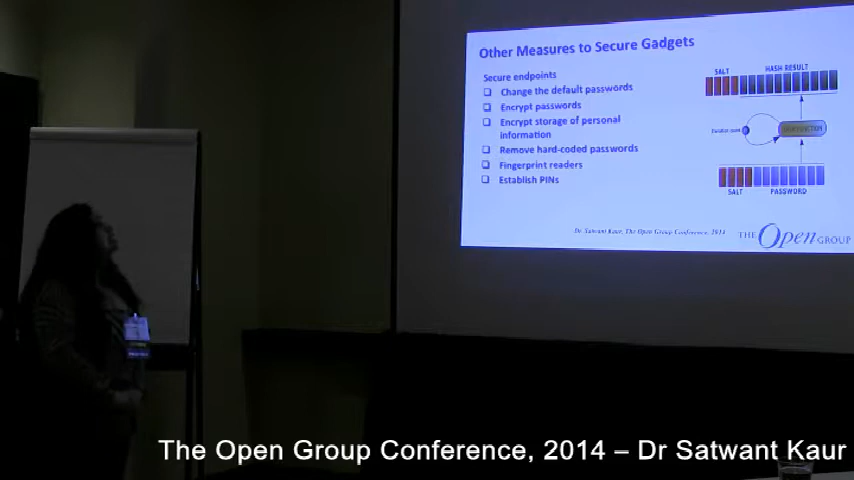 Other Measures to Secure Gadgets
Secure endpoints
Change the default passwords
Encrypt passwords
Encrypt storage of personal
information
Remove hard-coded passwords
Fingerprint readers
Establish PINs
SALT
HASH RESULT
SALT
PASSWORD
Dr. Satwant Kaur, The Open Group Conference, 2014
THE Open GROUP
The Open Group Conference, 2014 – Dr Satwant Kaur